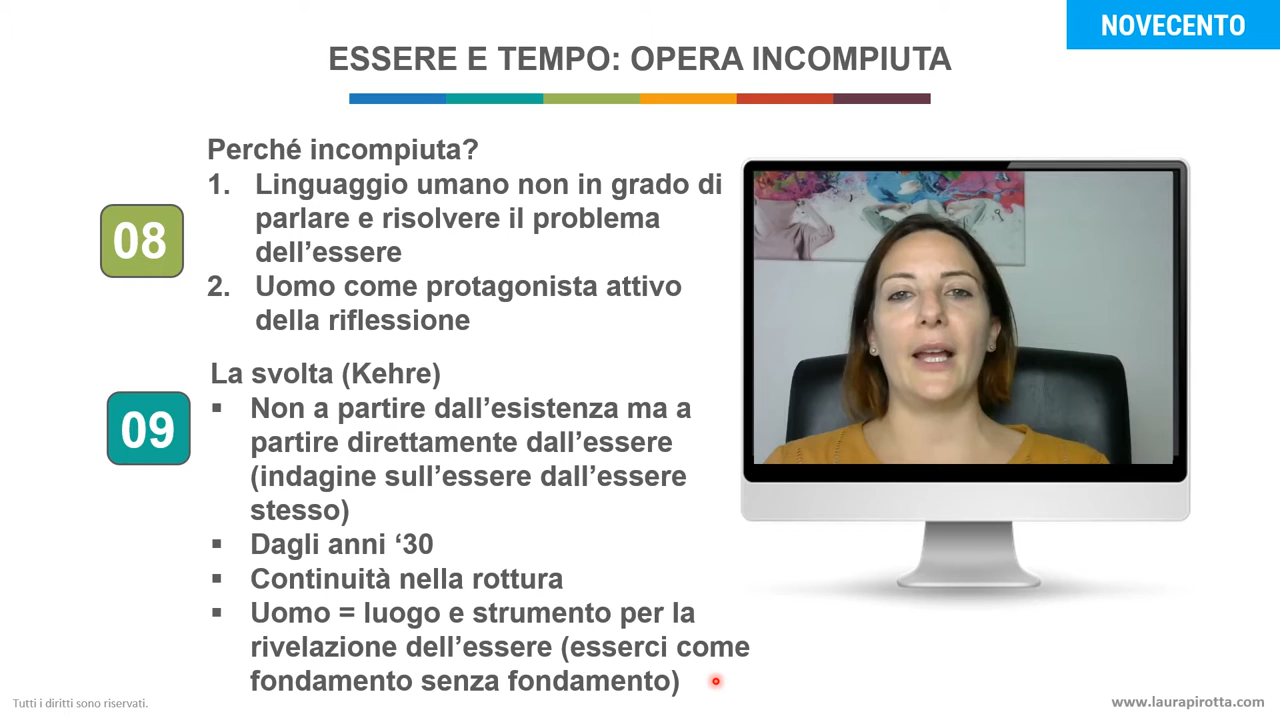 NOVECENTO
ESSERE E TEMPO: OPERA INCOMPIUTA
Perché incompiuta?
1. Linguaggio umano non in grado di
parlare e risolvere il problema
dell’essere
2. Uomo come protagonista attivo
della riflessione
08
La svolta (Kehre)
▪ Non a partire dall’esistenza ma a
partire direttamente dall’essere
(indagine sull’essere dall’essere
stesso)
▪ Dagli anni ‘30
▪ Continuità nella rottura
▪ Uomo = luogo e strumento per la
rivelazione dell’essere (esserci come
fondamento senza fondamento)
09
Tutti i diritti sono riservati.
www.laurapirotta.com